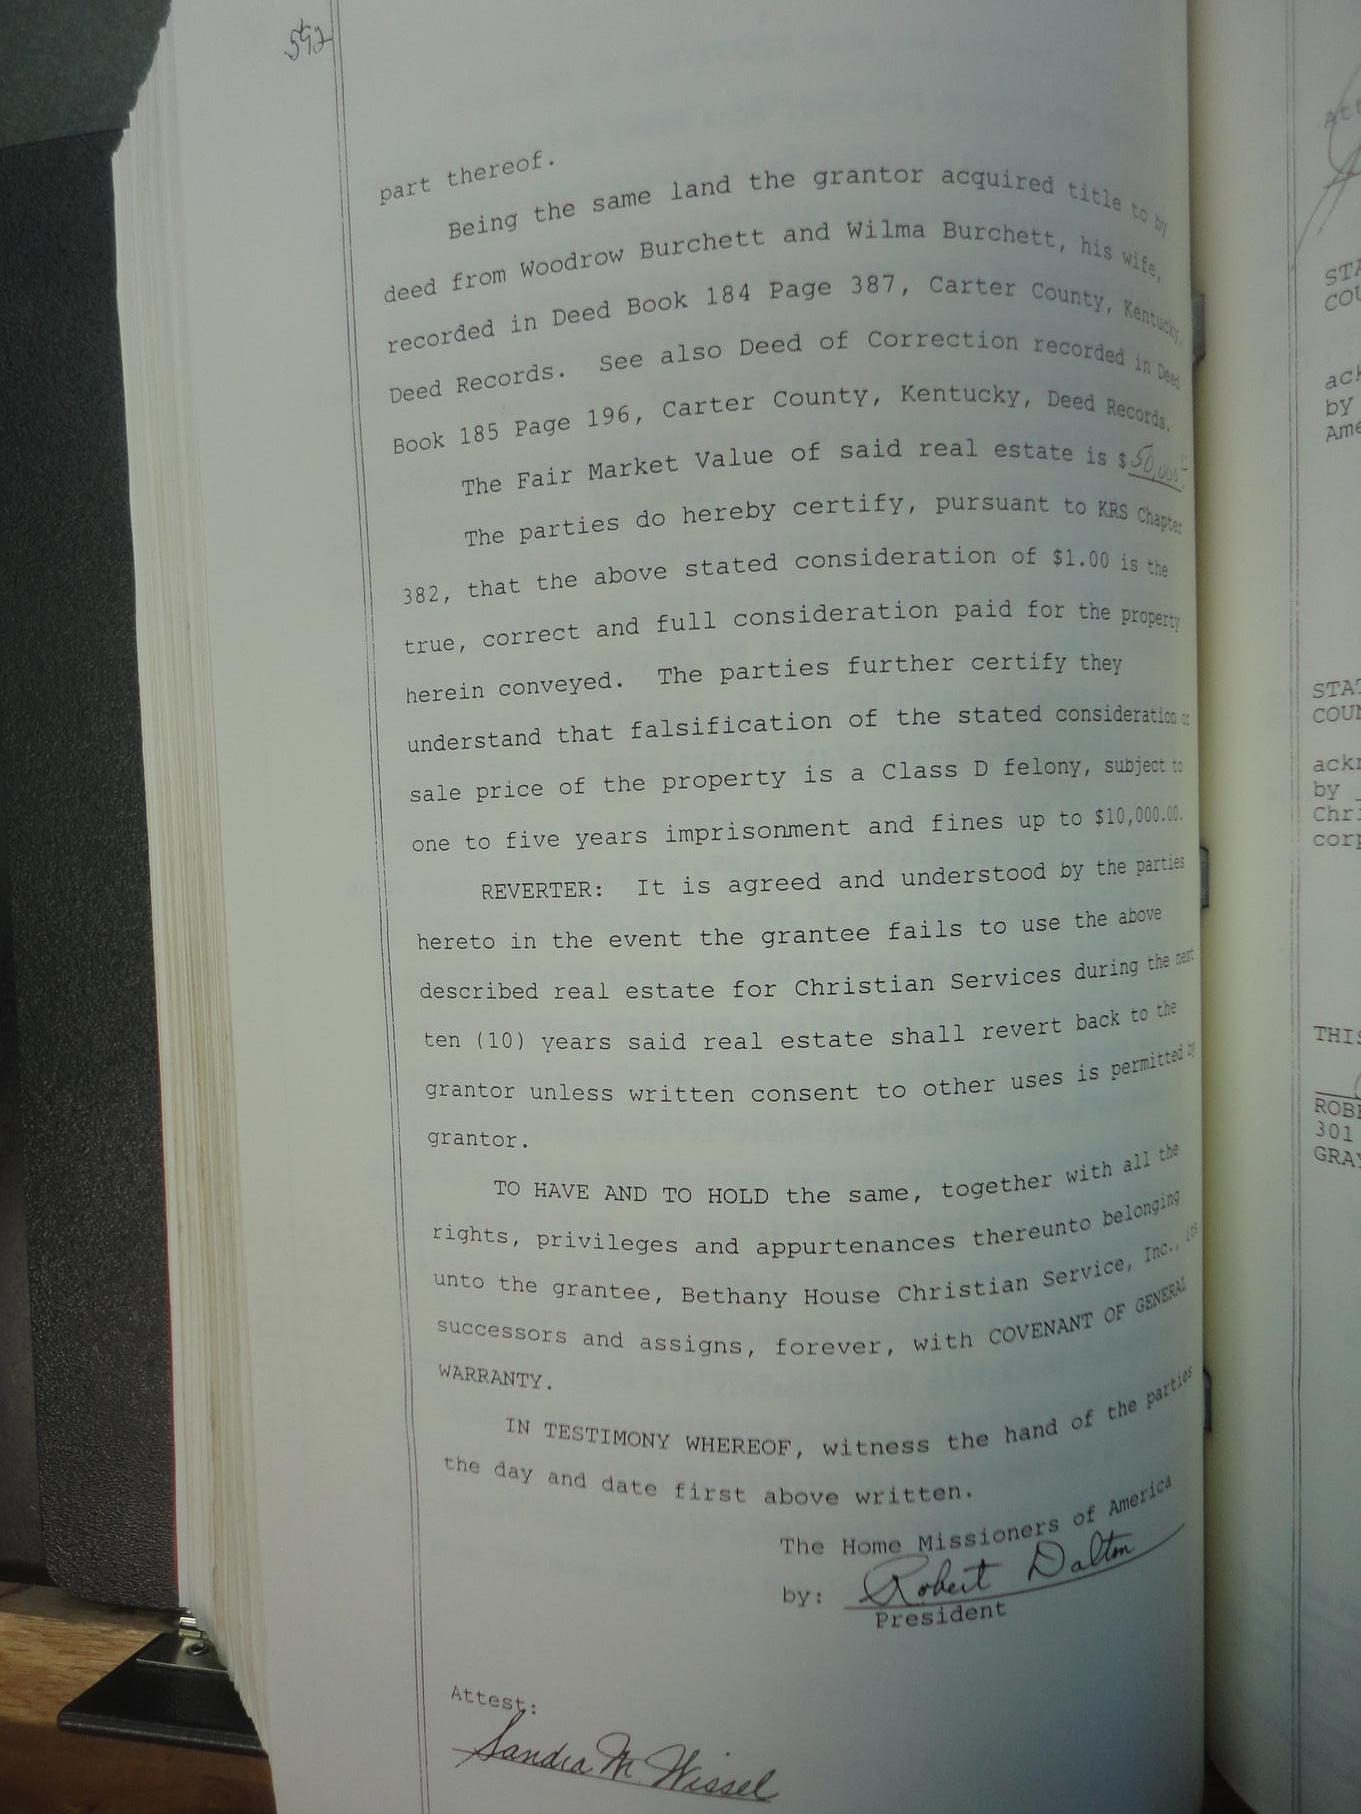 592
part thereof.
Being the same land the grantor acquired title to by
deed from Woodrow Burchett and Wilma Burchett, his wife,
recorded in Deed Book 184 Page 387, Carter County, Kentucky,
Deed Records. See also Deed of Correction recorded in Deed
Book 185 Page 196, Carter County, Kentucky, Deed Records.
The Fair Market Value of said real estate is $50,000
The parties do hereby certify, pursuant to KRS Chapter
382, that the above stated consideration of $1.00 is the
true, correct and full consideration paid for the property
herein conveyed. The parties further certify they
understand that falsification of the stated consideration or
sale price of the property is a Class D felony, subject to
one to five years imprisonment and fines up to $10,000.00.
REVERTER: It is agreed and understood by the parties
hereto in the event the grantee fails to use the above
described real estate for Christian Services during the next
ten (10) years said real estate shall revert back to the
grantor unless written consent to other uses is permitted by
grantor.
TO HAVE AND TO HOLD the same, together with all the
rights, privileges and appurtenances thereunto belonging
unto the grantee, Bethany House Christian Service, Inc., its
successors and assigns, forever, with COVENANT OF GENERAL
WARRANTY.
IN TESTIMONY WHEREOF, witness the hand of the parties
the day and date first above written.
The Home Missioners of America
by: Robert Dalton
President
Attest:
Sandra M. Wissel
ack
by
Ame
by
THIS
301